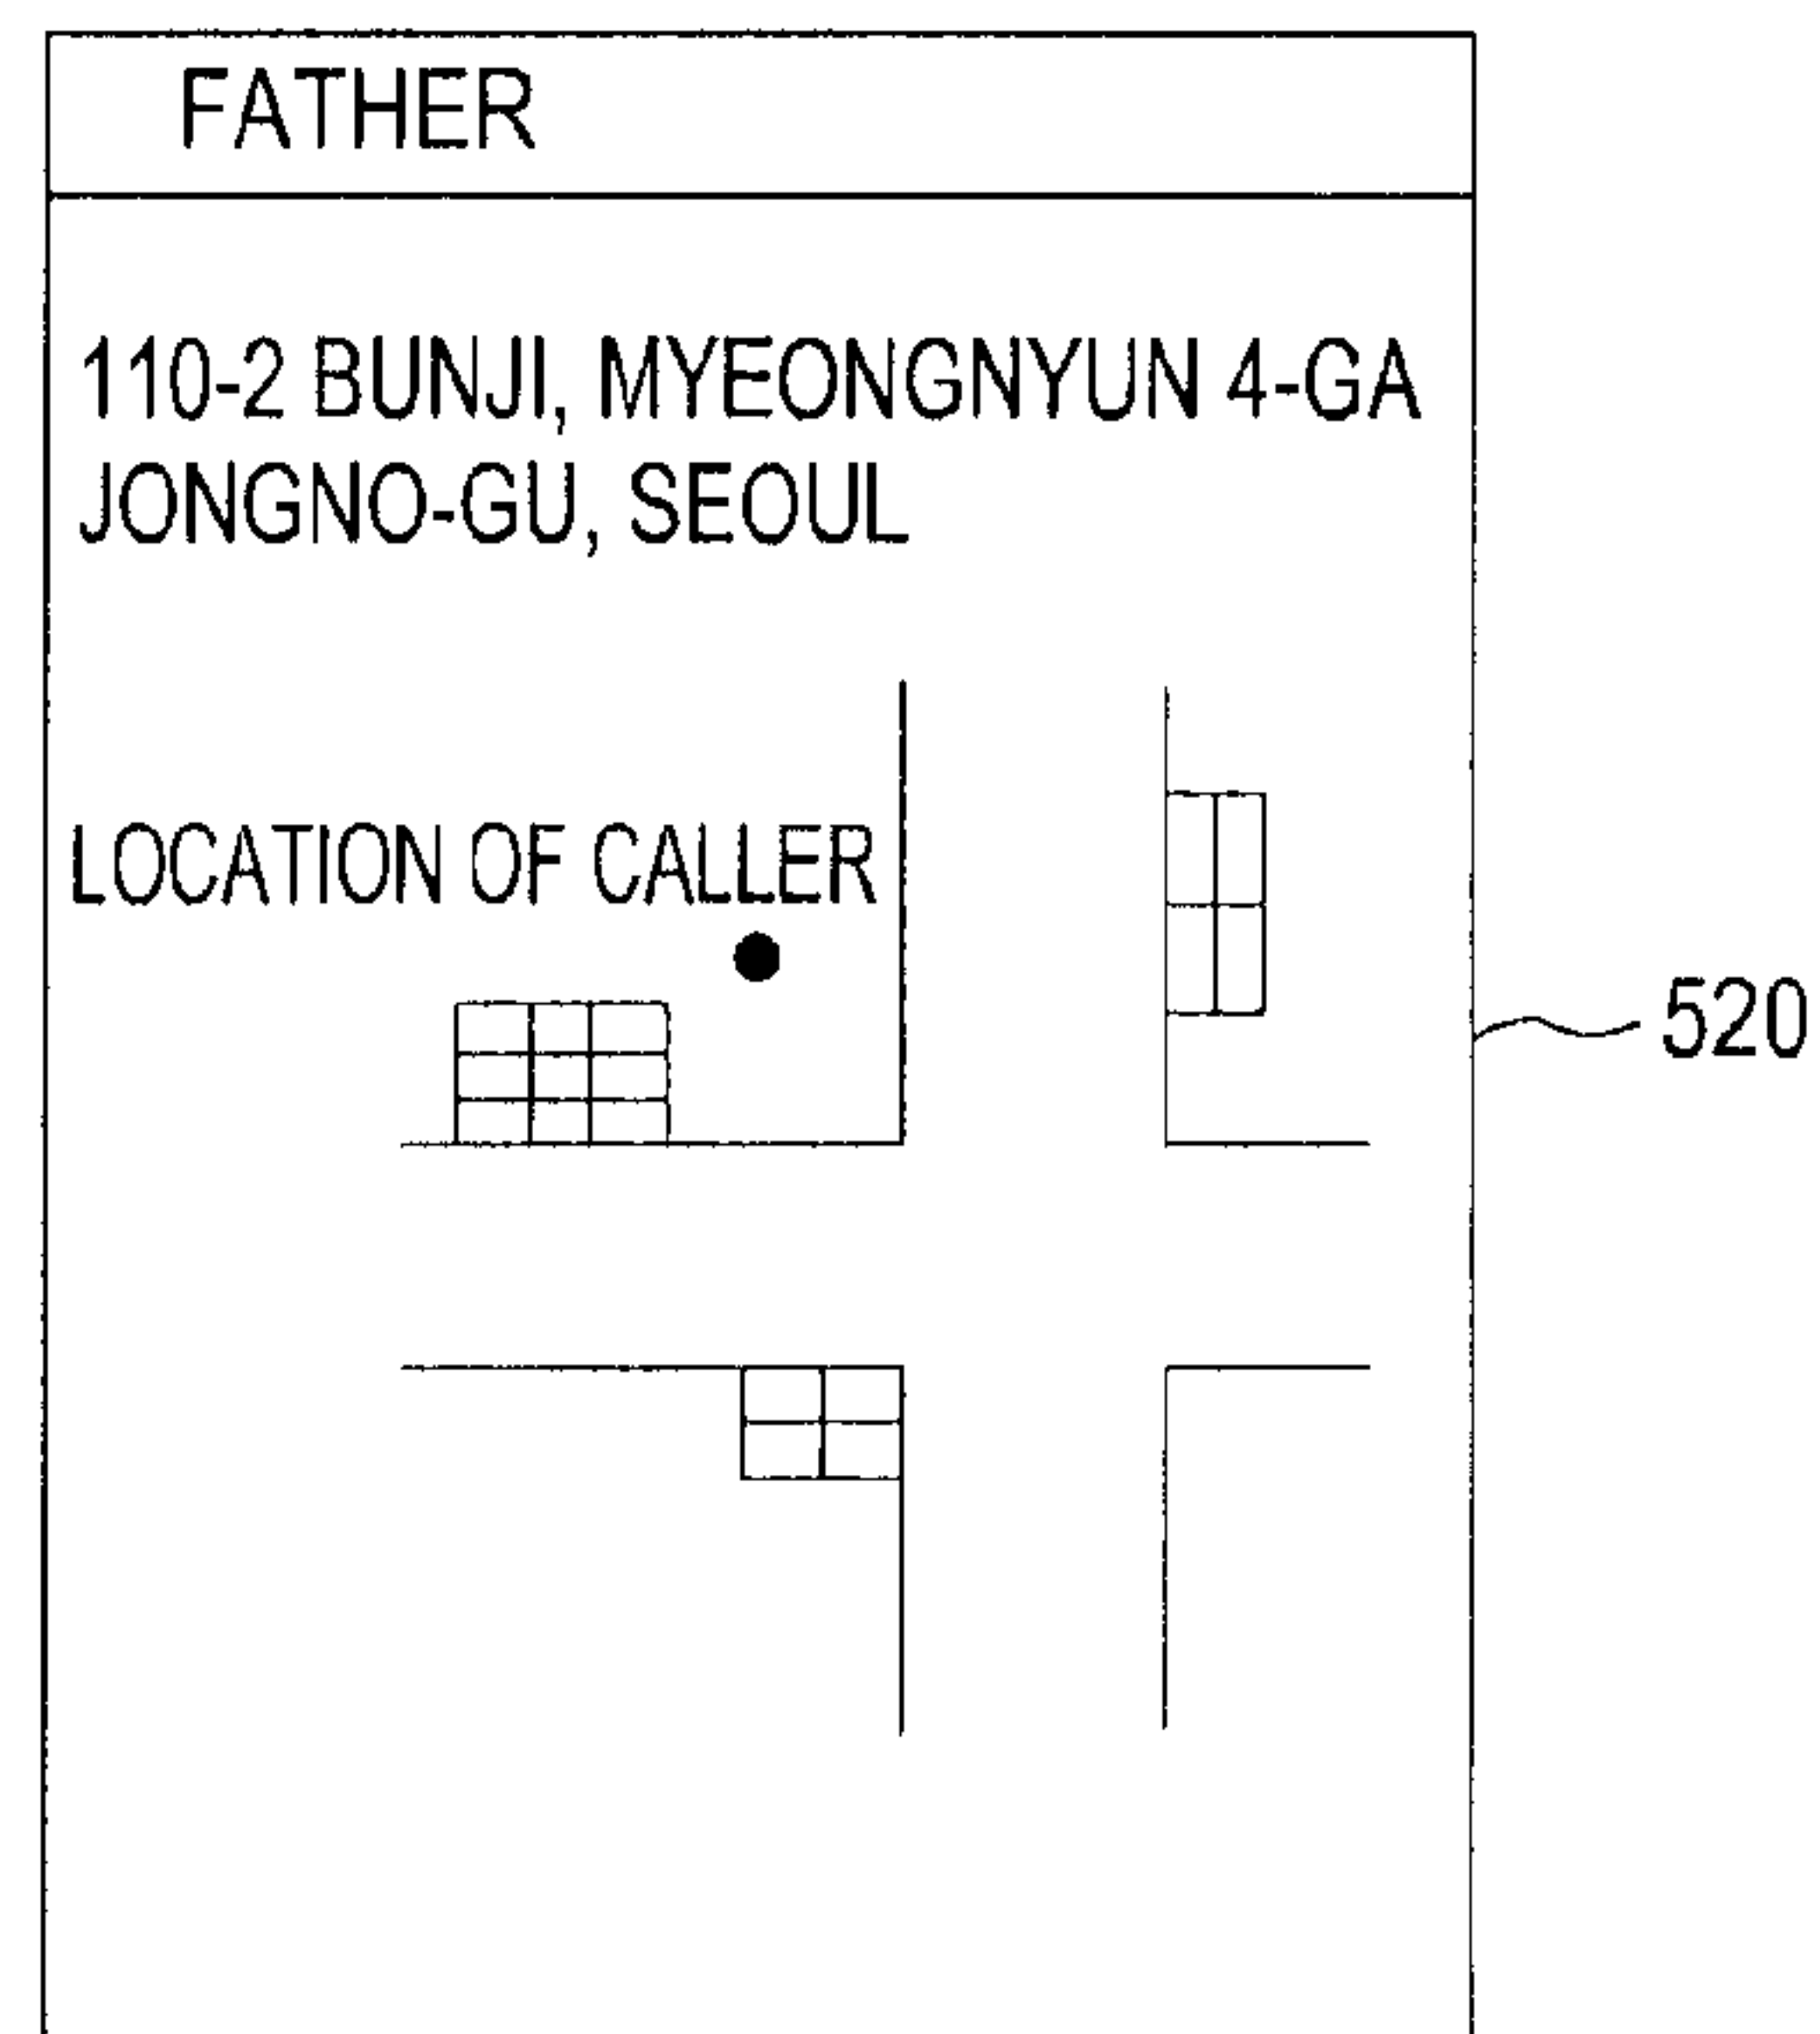 FATHER
110-2 BUNJI, MYEONGNYUN 4-GA
JONGNO-GU, SEOUL
LOCATION OF CALLER
520